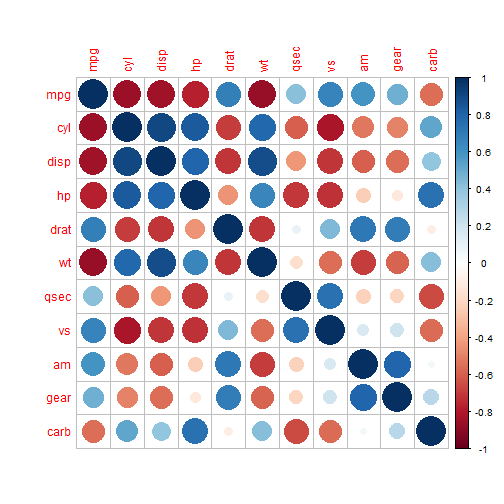 mpg cyl disp hp drat wt qsec vs am gear carb
mpg
cyl
disp
hp
drat
wt
qsec
vs
am
gear
carb
1
0.8
0.6
0.4
0.2
0
-0.2
-0.4
-0.6
-0.8
-1